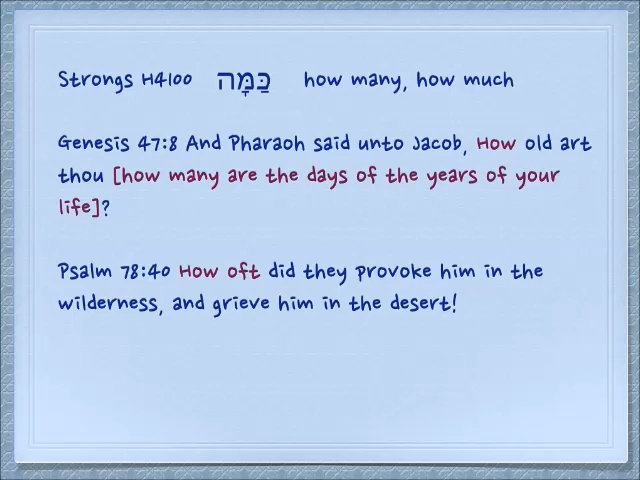 Strongs H4100 כַּמָּה how many, how much
Genesis 47:8 And Pharaoh said unto Jacob, How old art
thou [how many are the days of the years of your
life]?
Psalm 78:40 How oft did they provoke him in the
wilderness, and grieve him in the desert!